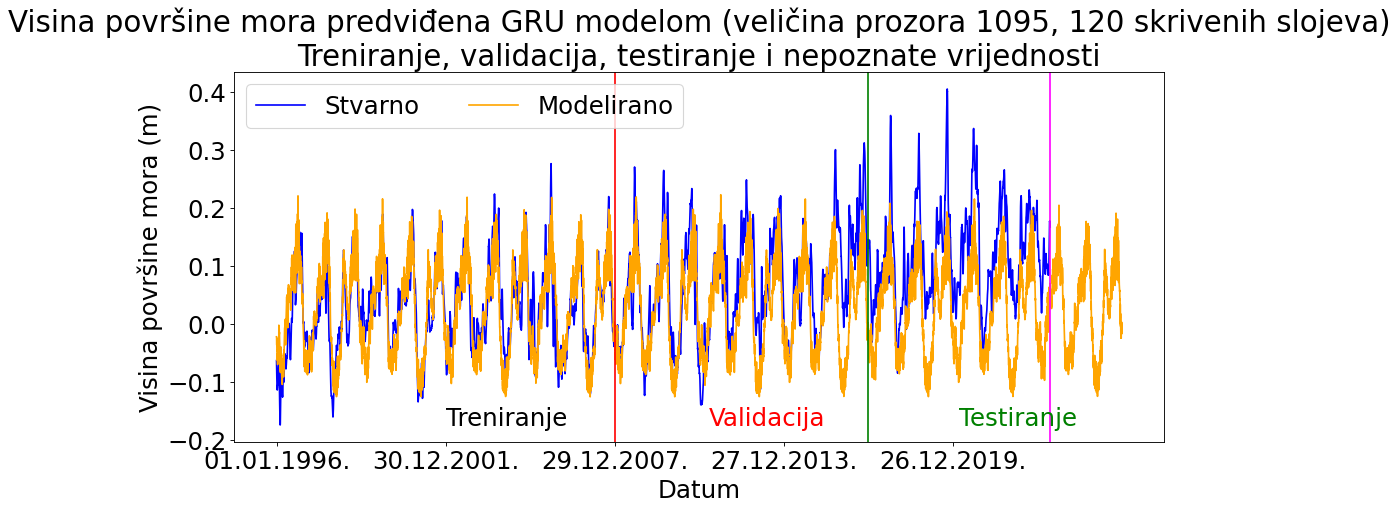 Visina površine mora predviđena GRU modelom (veličina prozora 1095, 120 skrivenih slojeva)
Treniranje, validacija, testiranje i nepoznate vrijednosti
Stvarno Modelirano
Visina površine mora (m)
0.4
0.3
0.2
0.1
0.0
−0.1
−0.2
Treniranje Validacija Testiranje
01.01.1996. 30.12.2001. 29.12.2007. 27.12.2013. 26.12.2019.
Datum